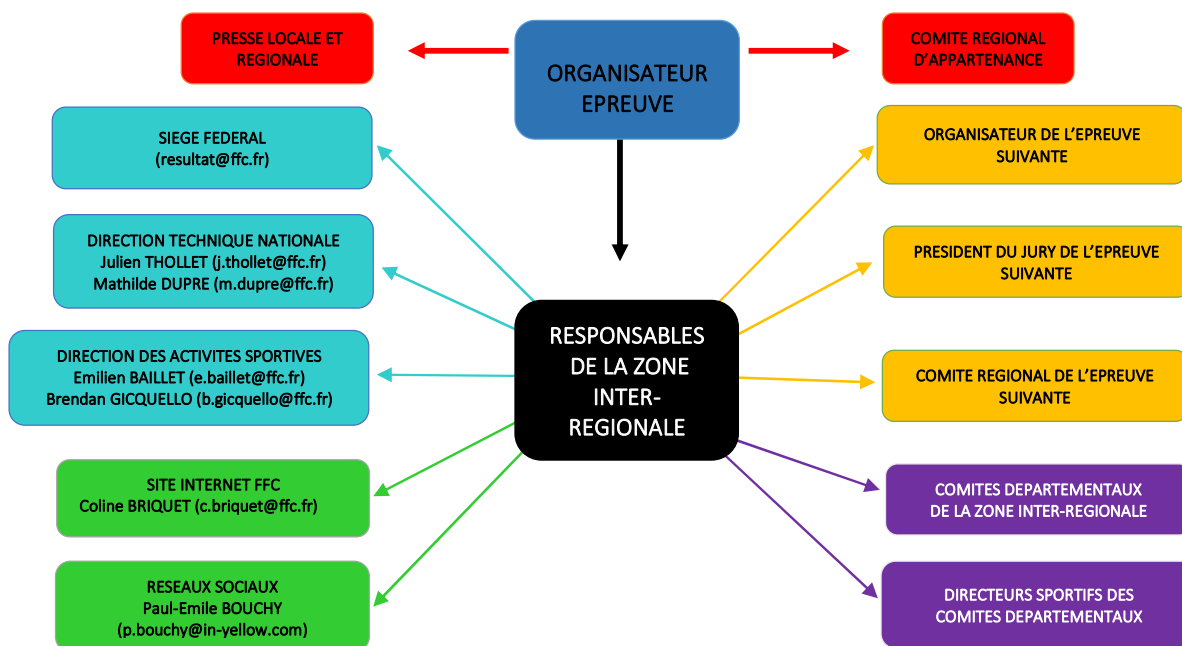 PRESSE LOCALE ET
REGIONALE
ORGANISATEUR
EPREUVE
COMITE REGIONAL
D'APPARTENANCE
SIEGE FEDERAL
(resultat@ffc.fr)
DIRECTION TECHNIQUE NATIONALE
Julien THOLLET (j.thollet@ffc.fr)
Mathilde DUPRE (m.dupre@ffc.fr)
DIRECTION DES ACTIVITES SPORTIVES
Emilien BAILLET (e.baillet@ffc.fr)
Brendan GICQUELLO (b.gicquello@ffc.fr)
SITE INTERNET FFC
Coline BRIQUET (c.briquet@ffc.fr)
RESEAUX SOCIAUX
Paul-Emile BOUCHY
(p.bouchy@in-yellow.com)
RESPONSABLES
DE LA ZONE
INTER-
REGIONALE
ORGANISATEUR DE L'EPREUVE
SUIVANTE
PRESIDENT DU JURY DE L'EPREUVE
SUIVANTE
COMITE REGIONAL DE L'EPREUVE
SUIVANTE
COMITES DEPARTEMENTAUX
DE LA ZONE INTER-REGIONALE
DIRECTEURS SPORTIFS DES
COMITES DEPARTEMENTAUX